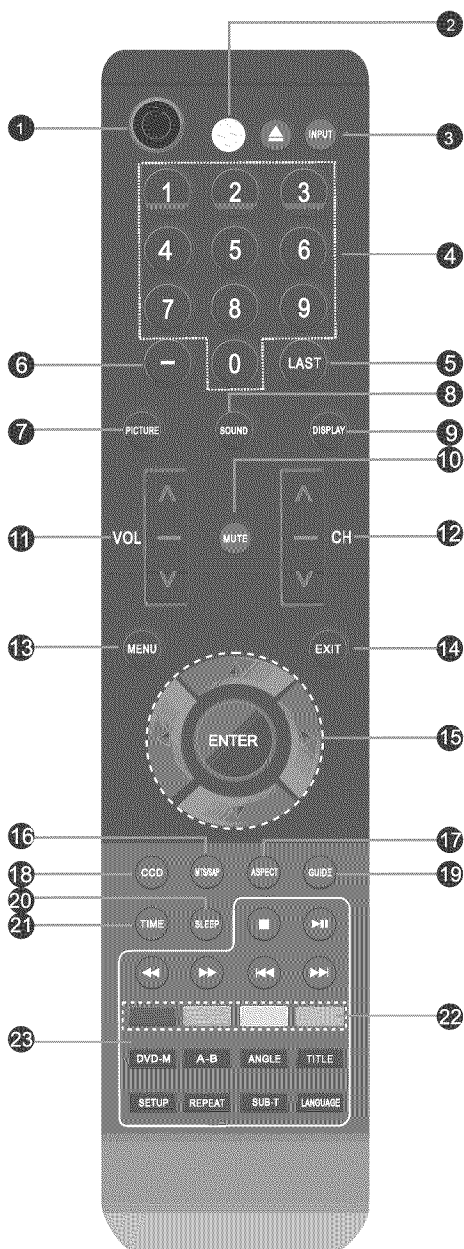 2
1
INPUT
3
1 2 3
4 5 6
4
7 8 9
6
–
0
LAST
5
8
7
PICTURE
SOUND
DISPLAY
9
10
11
VOL
MUTE
CH
12
13
MENU
EXIT
14
ENTER
15
16
17
18
CCD
MTS/SAP
ASPECT
GUIDE
19
20
21
TIME
SLEEP
22
23
DVD-M A-B ANGLE TITLE
SETUP REPEAT SUB-T LANGUAGE